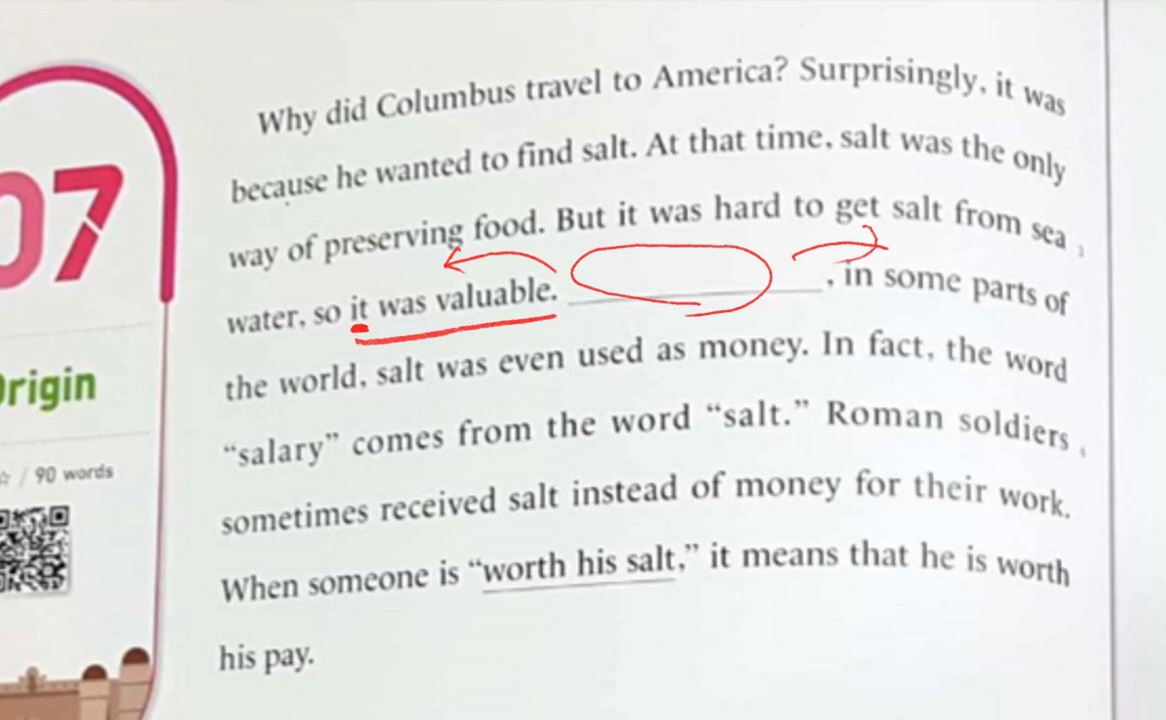 07
Origin
/ 90 words
Why did Columbus travel to America? Surprisingly, it was
because he wanted to find salt. At that time, salt was the only
way of preserving food. But it was hard to get salt from sea
water, so it was valuable. ____________, in some parts of
the world, salt was even used as money. In fact, the word
“salary” comes from the word “salt.” Roman soldiers
sometimes received salt instead of money for their work.
When someone is “worth his salt,” it means that he is worth
his pay.